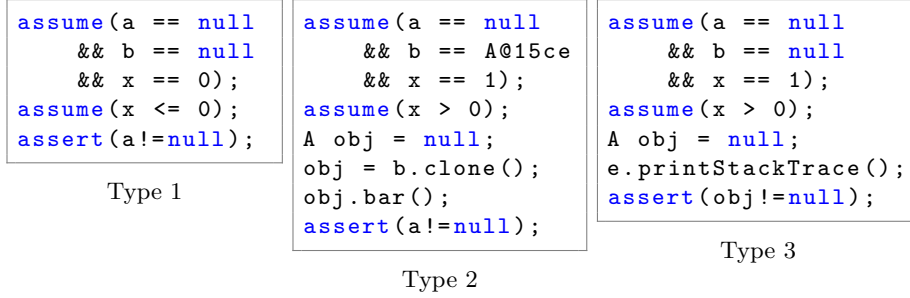 assume(a == null
    && b == null
    && x == 0);
assume(x <= 0);
assert(a!=null);
Type 1
assume(a == null
    && b == A@15ce
    && x == 1);
assume(x > 0);
A obj = null;
obj = b.clone();
obj.bar();
assert(a!=null);
Type 2
assume(a == null
    && b == null
    && x == 1);
assume(x > 0);
A obj = null;
e.printStackTrace();
assert(obj!=null);
Type 3